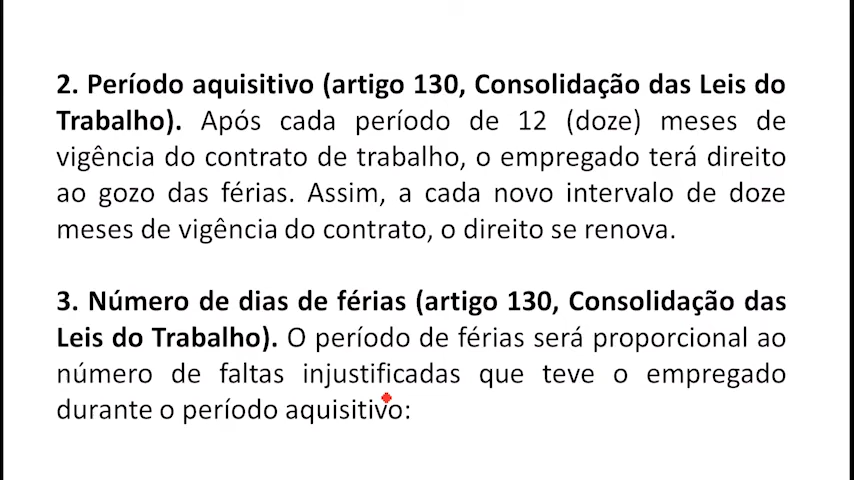 2. Período aquisitivo (artigo 130, Consolidação das Leis do
Trabalho). Após cada período de 12 (doze) meses de
vigência do contrato de trabalho, o empregado terá direito
ao gozo das férias. Assim, a cada novo intervalo de doze
meses de vigência do contrato, o direito se renova.
3. Número de dias de férias (artigo 130, Consolidação das
Leis do Trabalho). O período de férias será proporcional ao
número de faltas injustificadas que teve o empregado
durante o período aquisitivo: